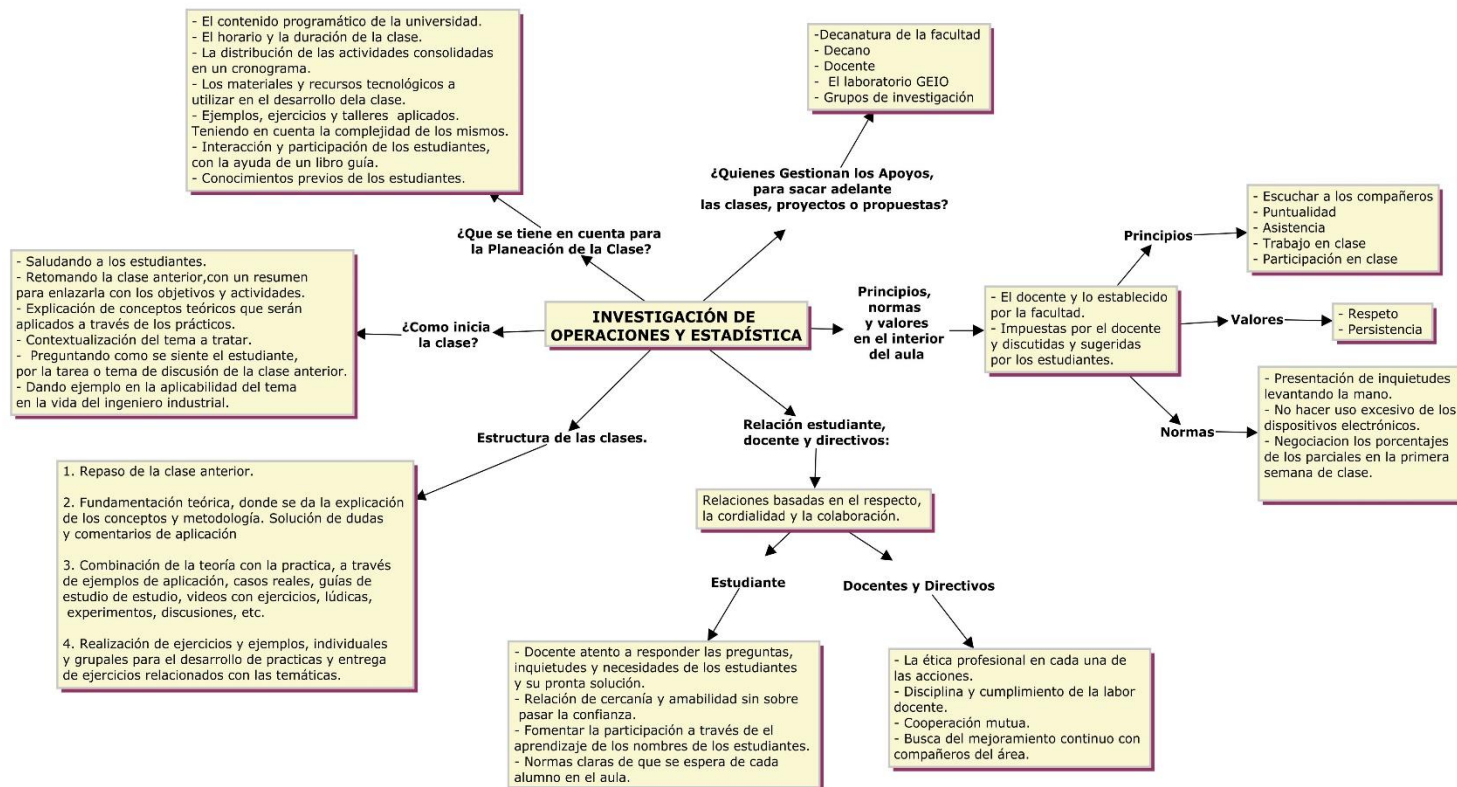 - El contenido programático de la universidad.
- El horario y la duración de la clase.
- La distribución de las actividades consolidadas
en un cronograma.
- Los materiales y recursos tecnológicos a
utilizar en el desarrollo dela clase.
- Ejemplos, ejercicios y talleres aplicados.
Teniendo en cuenta la complejidad de los mismos.
- Interacción y participación de los estudiantes,
con la ayuda de un libro guía.
- Conocimientos previos de los estudiantes.
-Decanatura de la facultad
- Decano
- Docente
- El laboratorio GEIO
- Grupos de investigación
¿Quienes Gestionan los Apoyos,
para sacar adelante
las clases, proyectos o propuestas?
¿Que se tiene en cuenta para
la Planeación de la Clase?
- Saludando a los estudiantes.
- Retomando la clase anterior,con un resumen
para enlazarla con los objetivos y actividades.
- Explicación de conceptos teóricos que serán
aplicados a través de los prácticos.
- Contextualización del tema a tratar.
- Preguntando como se siente el estudiante,
por la tarea o tema de discusión de la clase anterior.
- Dando ejemplo en la aplicabilidad del tema
en la vida del ingeniero industrial.
¿Como inicia
la clase?
INVESTIGACIÓN DE
OPERACIONES Y ESTADÍSTICA
Principios,
normas
y valores
en el interior
del aula
- El docente y lo establecido
por la facultad.
- Impuestas por el docente
y discutidas y sugeridas
por los estudiantes.
Principios
- Escuchar a los compañeros
- Puntualidad
- Asistencia
- Trabajo en clase
- Participación en clase
Valores
- Respeto
- Persistencia
Normas
- Presentación de inquietudes
levantando la mano.
- No hacer uso excesivo de los
dispositivos electrónicos.
- Negociacion los porcentajes
de los parciales en la primera
semana de clase.
Estructura de las clases.
1. Repaso de la clase anterior.
2. Fundamentación teórica, donde se da la explicación
de los conceptos y metodología. Solución de dudas
y comentarios de aplicación
3. Combinación de la teoría con la practica, a través
de ejemplos de aplicación, casos reales, guías de
estudio de estudio, videos con ejercicios, lúdicas,
experimentos, discusiones, etc.
4. Realización de ejercicios y ejemplos, individuales
y grupales para el desarrollo de practicas y entrega
de ejercicios relacionados con las temáticas.
Relación estudiante,
docente y directivos:
Relaciones basadas en el respecto,
la cordialidad y la colaboración.
Estudiante
- Docente atento a responder las preguntas,
inquietudes y necesidades de los estudiantes
y su pronta solución.
- Relación de cercanía y amabilidad sin sobre
pasar la confianza.
- Fomentar la participación a través de el
aprendizaje de los nombres de los estudiantes.
- Normas claras de que se espera de cada
alumno en el aula.
Docentes y Directivos
- La ética profesional en cada una de
las acciones.
- Disciplina y cumplimiento de la labor
docente.
- Cooperación mutua.
- Busca del mejoramiento continuo con
compañeros del área.